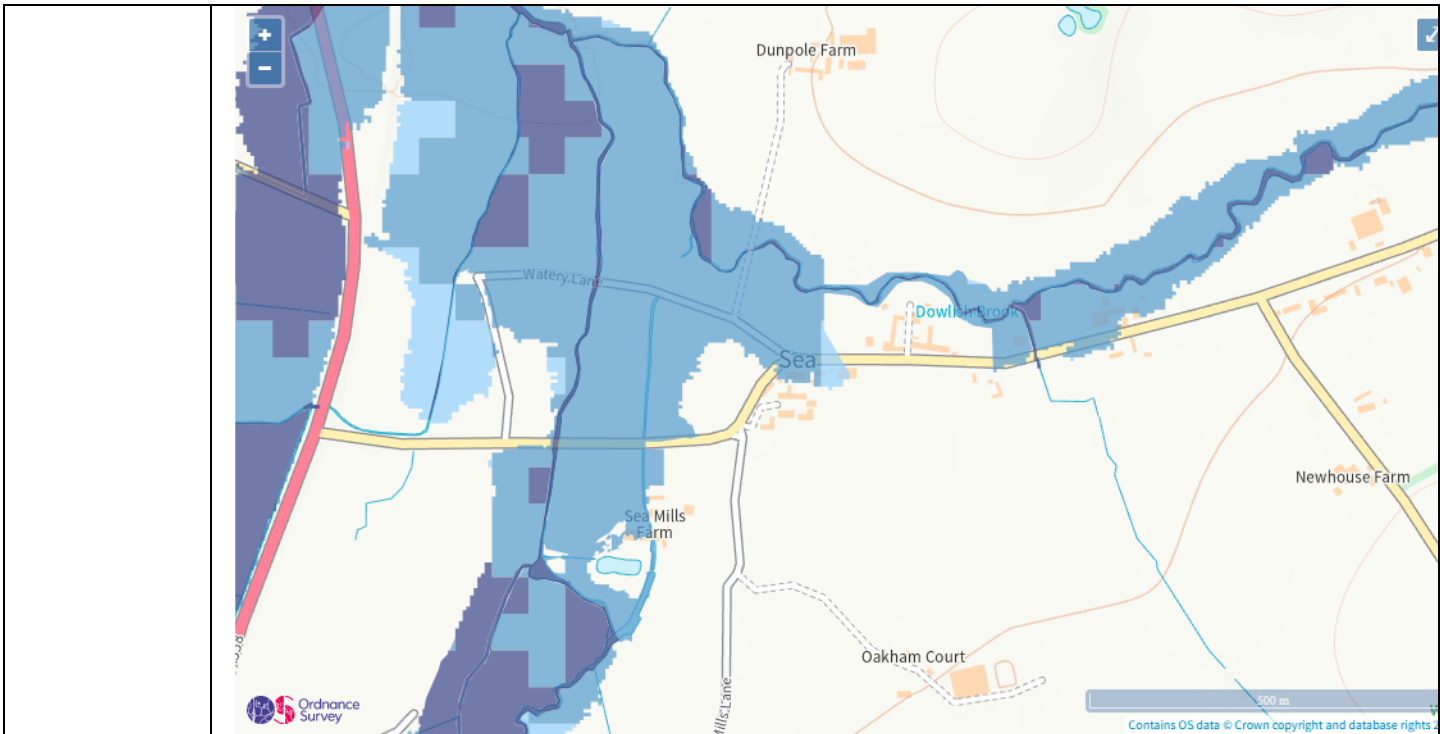 +
−
Dunpole Farm
Watery Lane
Dowlish Brook
Sea
Newhouse Farm
Sea Mills
Farm
Oakham Court
Mills Lane
Ordnance
Survey
500 m
Contains OS data © Crown copyright and database rights 2